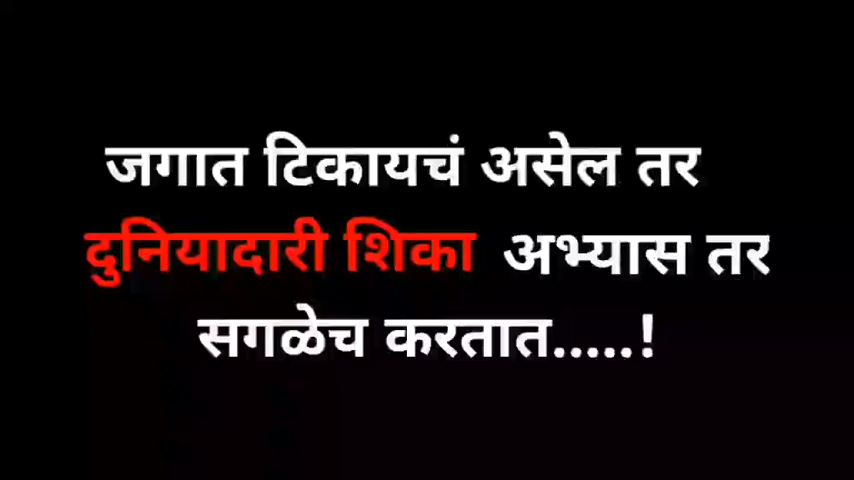 जगात टिकायचं असेल तर
दुनियादारी शिका अभ्यास तर
सगळेच करतात.....!